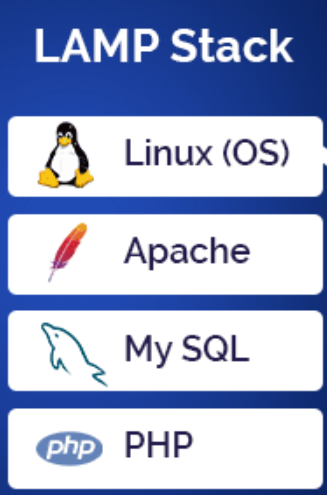 LAMP Stack
Linux (OS)
Apache
My SQL
php PHP